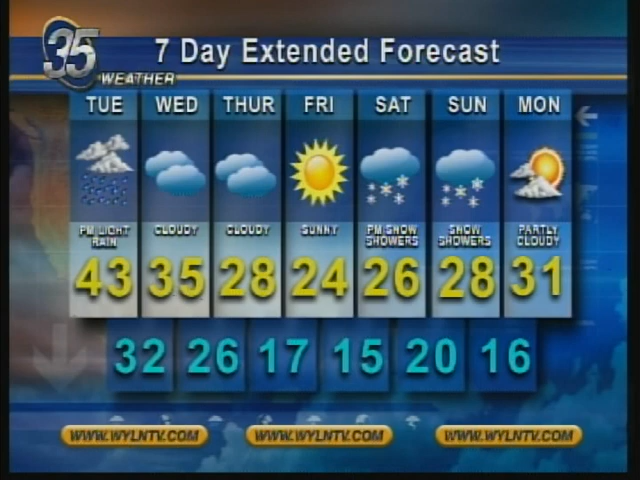 35
7 Day Extended Forecast
WEATHER
TUE WED THUR FRI SAT SUN MON
PM LIGHT RAIN CLOUDY CLOUDY SUNNY PM SNOW SHOWERS SNOW SHOWERS PARTLY CLOUDY
43 35 28 24 26 28 31
32 26 17 15 20 16
WWW.WYLNTV.COM WWW.WYLNTV.COM WWW.WYLNTV.COM